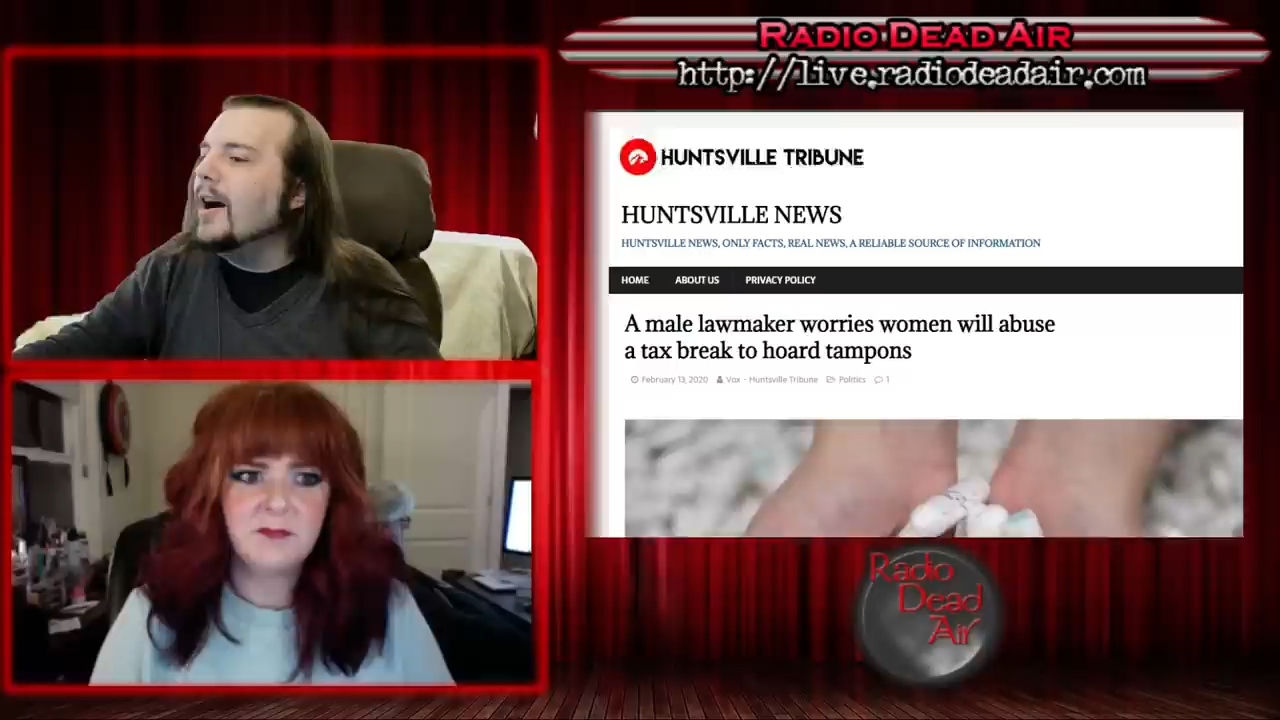 RADIO DEAD AIR
http://live.radiodeadair.com
HUNTSVILLE TRIBUNE
HUNTSVILLE NEWS
HUNTSVILLE NEWS, ONLY FACTS, REAL NEWS, A RELIABLE SOURCE OF INFORMATION
HOME ABOUT US PRIVACY POLICY
A male lawmaker worries women will abuse
a tax break to hoard tampons
February 13, 2020 Vox - Huntsville Tribune Politics 1
Radio
Dead
Air